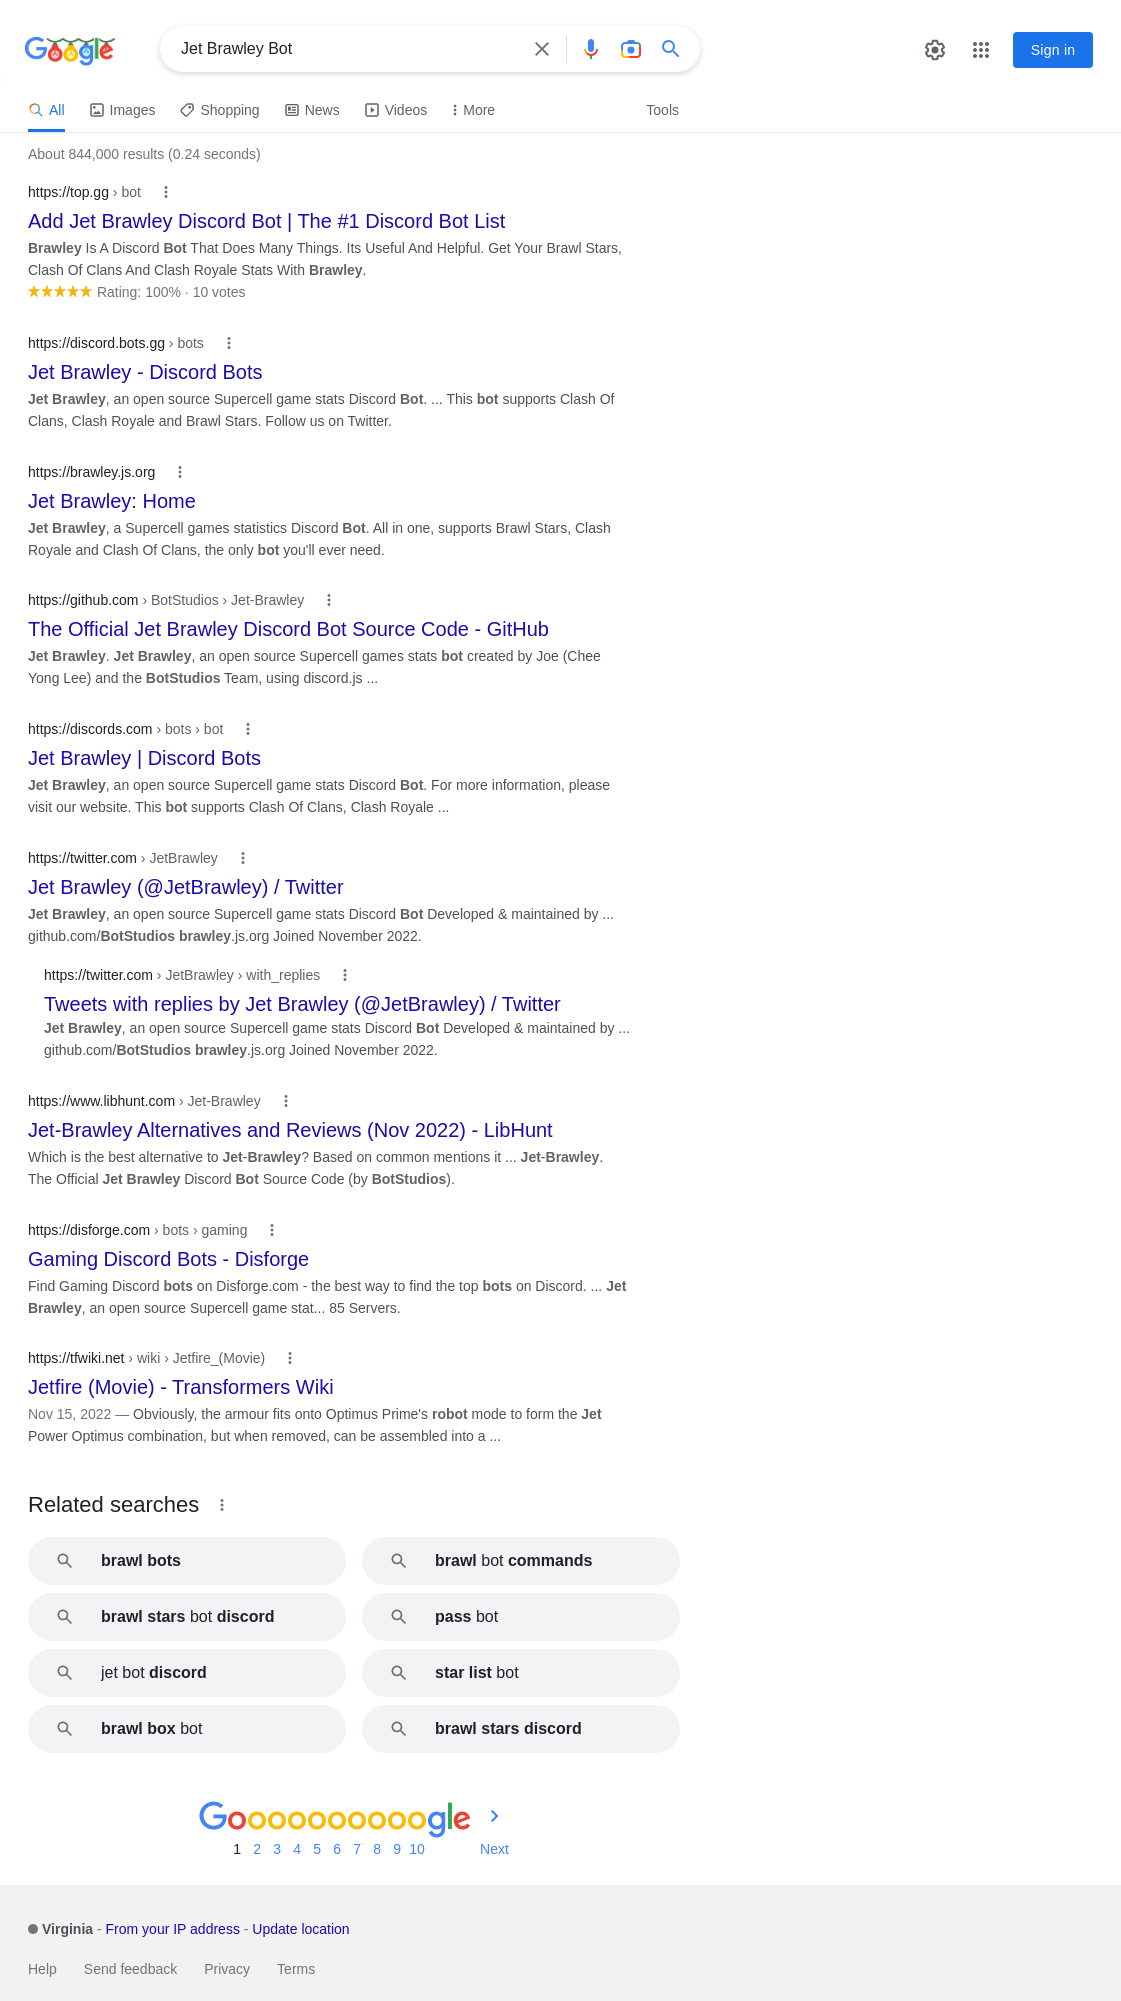 Google
Jet Brawley Bot
Sign in
All
Images
Shopping
News
Videos
More
Tools
About 844,000 results (0.24 seconds)
https://top.gg › bot
Add Jet Brawley Discord Bot | The #1 Discord Bot List
Brawley Is A Discord Bot That Does Many Things. Its Useful And Helpful. Get Your Brawl Stars,
Clash Of Clans And Clash Royale Stats With Brawley.
Rating: 100% · 10 votes
https://discord.bots.gg › bots
Jet Brawley - Discord Bots
Jet Brawley, an open source Supercell game stats Discord Bot. ... This bot supports Clash Of
Clans, Clash Royale and Brawl Stars. Follow us on Twitter.
https://brawley.js.org
Jet Brawley: Home
Jet Brawley, a Supercell games statistics Discord Bot. All in one, supports Brawl Stars, Clash
Royale and Clash Of Clans, the only bot you'll ever need.
https://github.com › BotStudios › Jet-Brawley
The Official Jet Brawley Discord Bot Source Code - GitHub
Jet Brawley. Jet Brawley, an open source Supercell games stats bot created by Joe (Chee
Yong Lee) and the BotStudios Team, using discord.js ...
https://discords.com › bots › bot
Jet Brawley | Discord Bots
Jet Brawley, an open source Supercell game stats Discord Bot. For more information, please
visit our website. This bot supports Clash Of Clans, Clash Royale ...
https://twitter.com › JetBrawley
Jet Brawley (@JetBrawley) / Twitter
Jet Brawley, an open source Supercell game stats Discord Bot Developed & maintained by ...
github.com/BotStudios brawley.js.org Joined November 2022.
https://twitter.com › JetBrawley › with_replies
Tweets with replies by Jet Brawley (@JetBrawley) / Twitter
Jet Brawley, an open source Supercell game stats Discord Bot Developed & maintained by ...
github.com/BotStudios brawley.js.org Joined November 2022.
https://www.libhunt.com › Jet-Brawley
Jet-Brawley Alternatives and Reviews (Nov 2022) - LibHunt
Which is the best alternative to Jet-Brawley? Based on common mentions it ... Jet-Brawley.
The Official Jet Brawley Discord Bot Source Code (by BotStudios).
https://disforge.com › bots › gaming
Gaming Discord Bots - Disforge
Find Gaming Discord bots on Disforge.com - the best way to find the top bots on Discord. ... Jet
Brawley, an open source Supercell game stat... 85 Servers.
https://tfwiki.net › wiki › Jetfire_(Movie)
Jetfire (Movie) - Transformers Wiki
Nov 15, 2022 — Obviously, the armour fits onto Optimus Prime's robot mode to form the Jet
Power Optimus combination, but when removed, can be assembled into a ...
Related searches
brawl bots
brawl bot commands
brawl stars bot discord
pass bot
jet bot discord
star list bot
brawl box bot
brawl stars discord
Goooooooooogle
1 2 3 4 5 6 7 8 9 10 Next
Virginia - From your IP address - Update location
Help Send feedback Privacy Terms